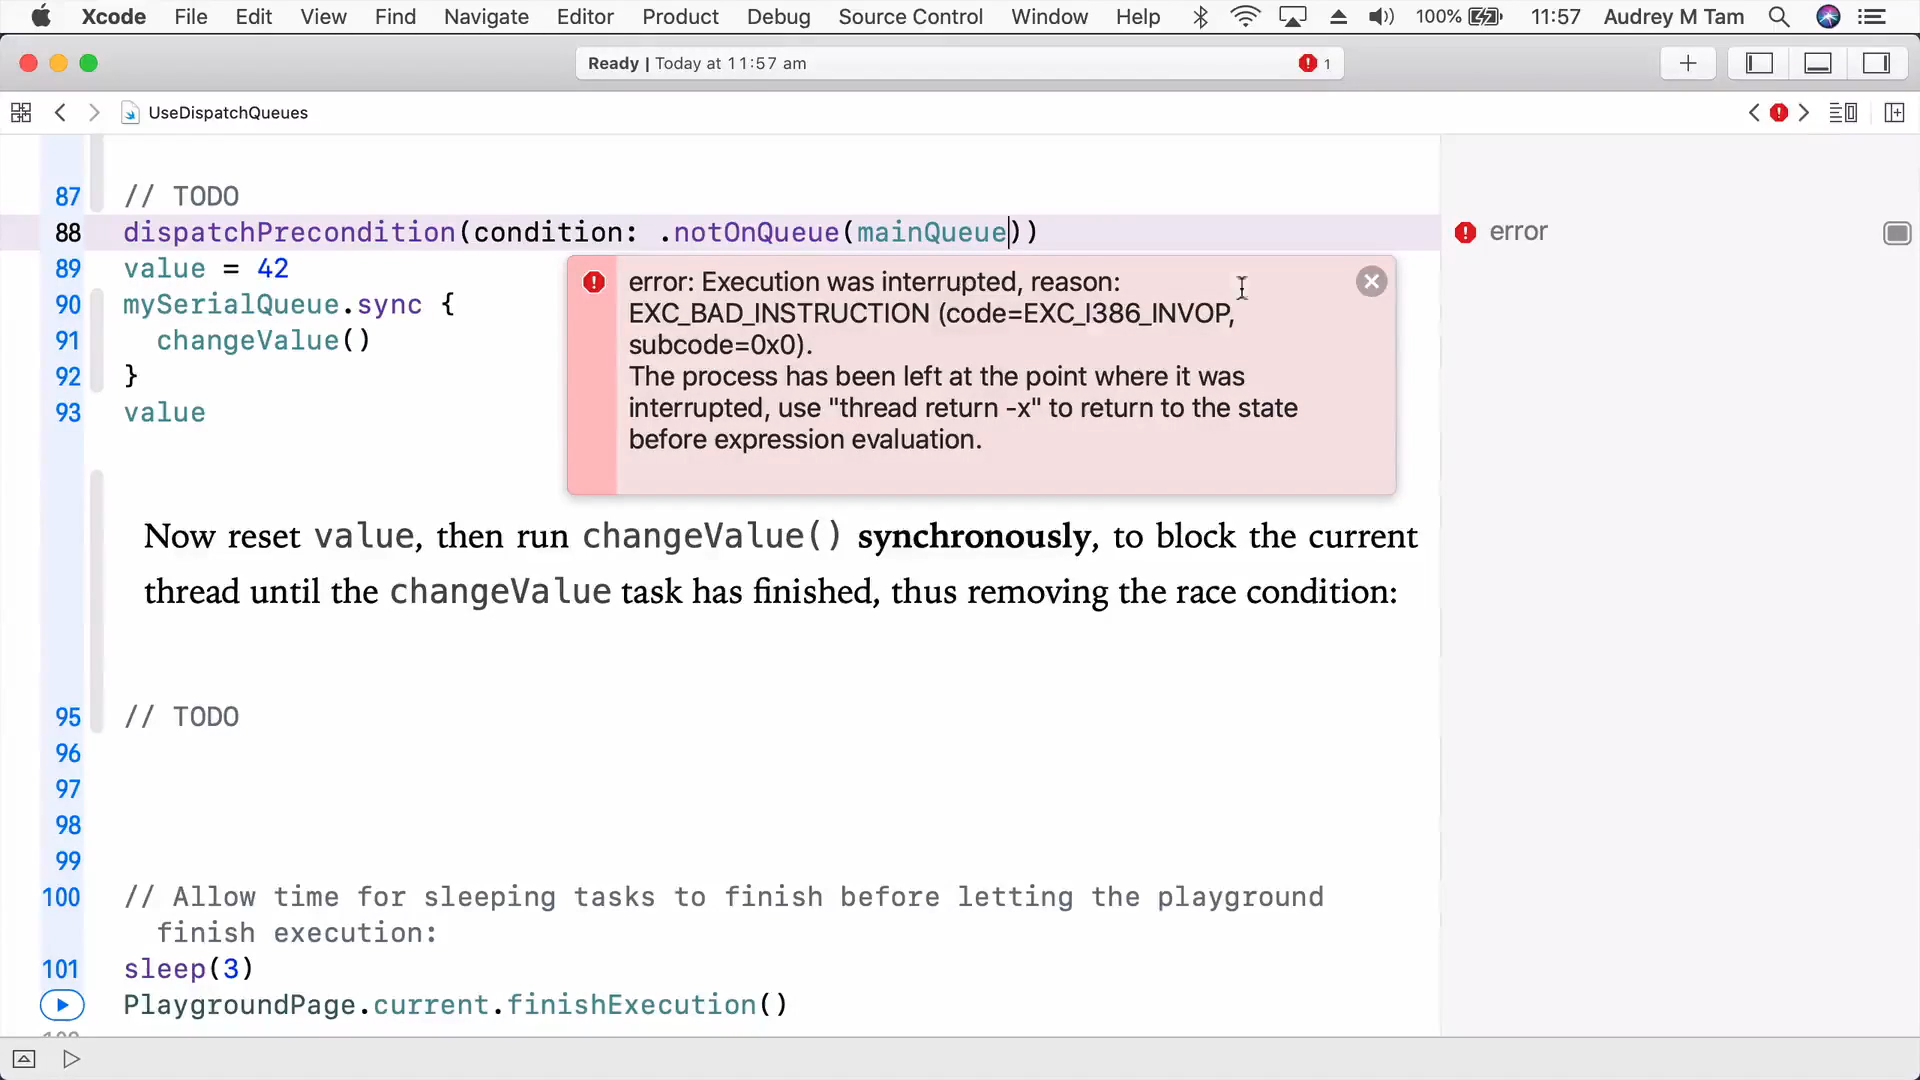 Xcode File Edit View Find Navigate Editor Product Debug Source Control Window Help 100% 11:57 Audrey M Tam
Ready | Today at 11:57 am 1
UseDispatchQueues
87 // TODO
88 dispatchPrecondition(condition: .notOnQueue(mainQueue)) error
89 value = 42
90 mySerialQueue.sync {
91 changeValue()
92 }
93 value
error: Execution was interrupted, reason:
EXC_BAD_INSTRUCTION (code=EXC_I386_INVOP,
subcode=0x0).
The process has been left at the point where it was
interrupted, use "thread return -x" to return to the state
before expression evaluation.
Now reset value, then run changeValue() synchronously, to block the current
thread until the changeValue task has finished, thus removing the race condition:
95 // TODO
96
97
98
99
100 // Allow time for sleeping tasks to finish before letting the playground
finish execution:
101 sleep(3)
PlaygroundPage.current.finishExecution()